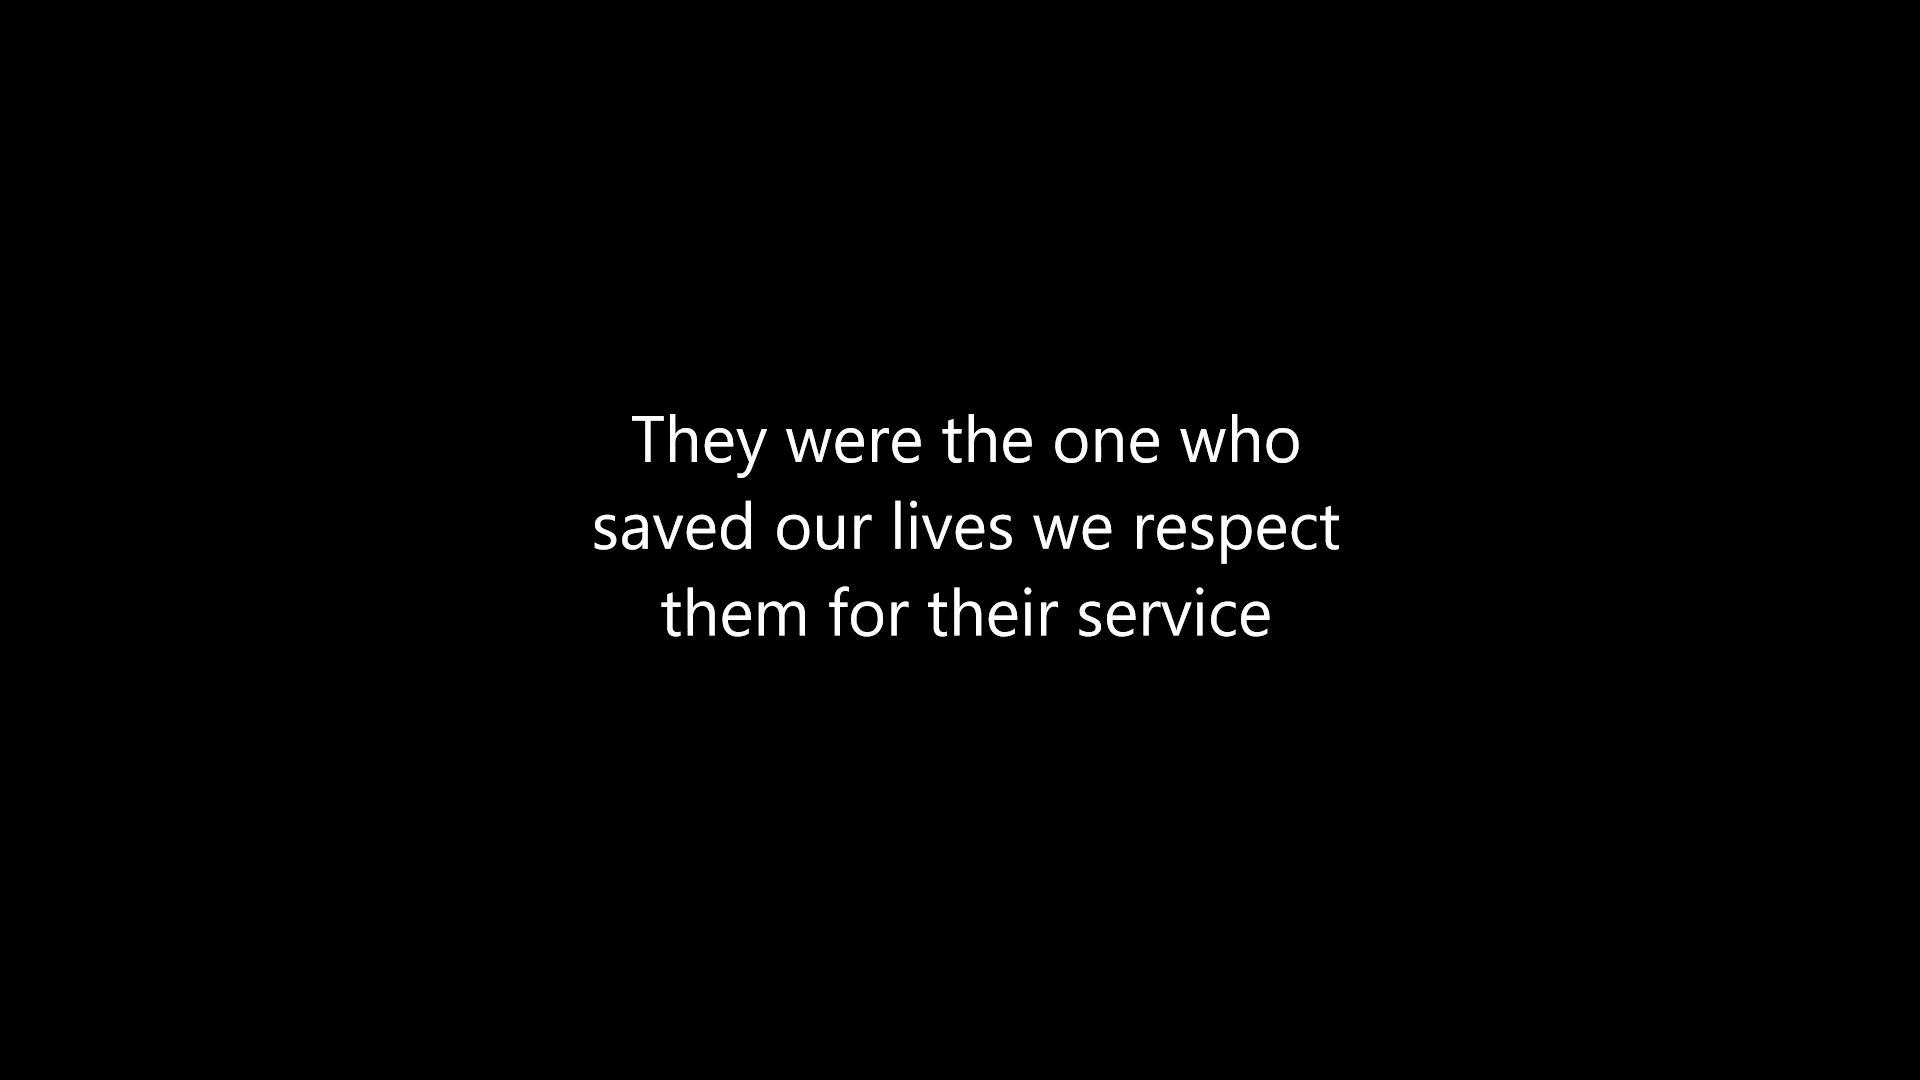 They were the one who
saved our lives we respect
them for their service